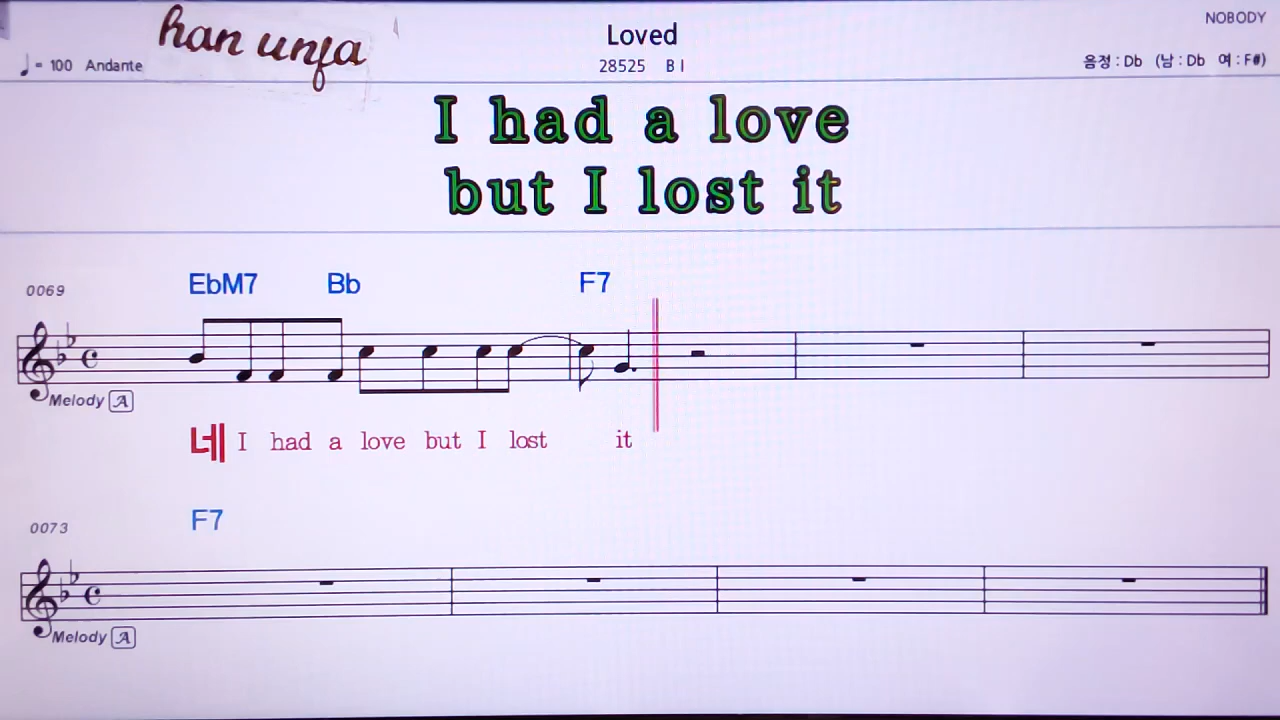 han unfa
Loved
NOBODY
♩ = 100 Andante
28525 B I
음정 : Db (남 : Db 여 : F#)
I had a love
but I lost it
EbM7 Bb F7
0069
Melody A
네 I had a love but I lost it
F7
0073
Melody A